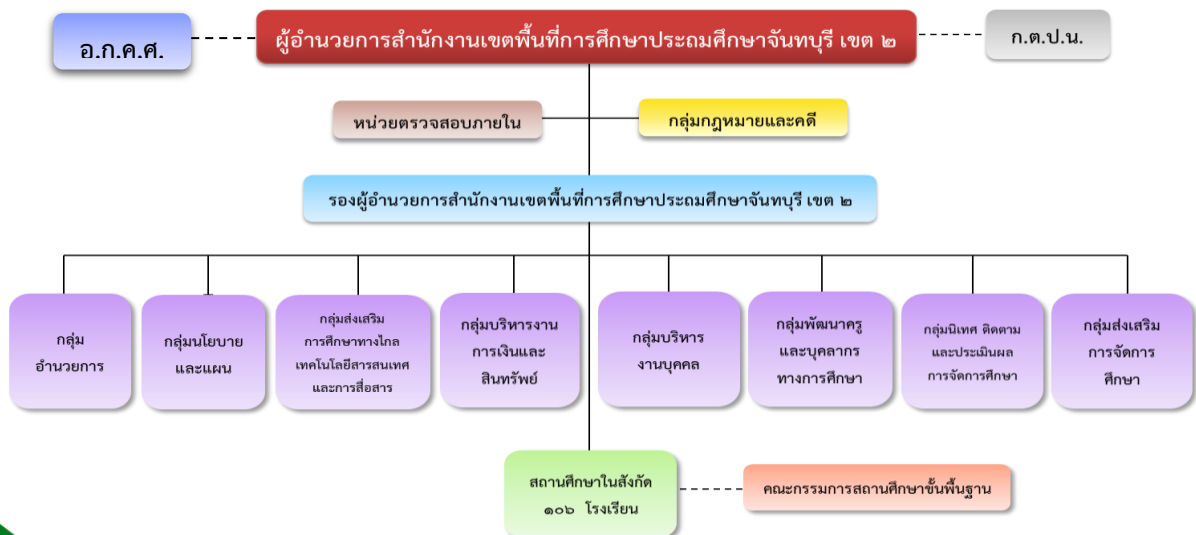 อ.ก.ค.ศ.
ผู้อำนวยการสำนักงานเขตพื้นที่การศึกษาประถมศึกษาจันทบุรี เขต ๒
ก.ต.ป.น.
หน่วยตรวจสอบภายใน
กลุ่มกฎหมายและคดี
รองผู้อำนวยการสำนักงานเขตพื้นที่การศึกษาประถมศึกษาจันทบุรี เขต ๒
กลุ่ม
อำนวยการ
กลุ่มนโยบาย
และแผน
กลุ่มส่งเสริม
การศึกษาทางไกล
เทคโนโลยีสารสนเทศ
และการสื่อสาร
กลุ่มบริหารงาน
การเงินและ
สินทรัพย์
กลุ่มบริหาร
งานบุคคล
กลุ่มพัฒนาครู
และบุคลากร
ทางการศึกษา
กลุ่มนิเทศ ติดตาม
และประเมินผล
การจัดการศึกษา
กลุ่มส่งเสริม
การจัดการ
ศึกษา
สถานศึกษาในสังกัด
๑๐๖ โรงเรียน
คณะกรรมการสถานศึกษาขั้นพื้นฐาน